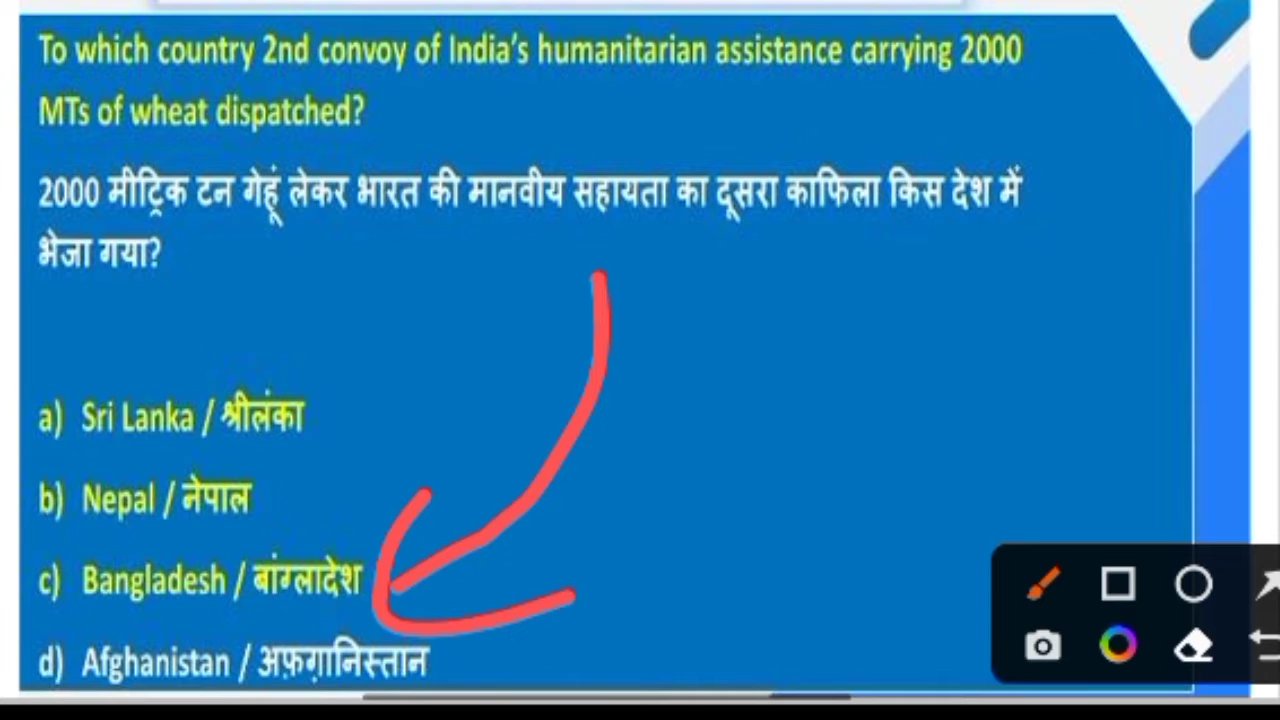 To which country 2nd convoy of India’s humanitarian assistance carrying 2000
MTs of wheat dispatched?
2000 मीट्रिक टन गेहूं लेकर भारत की मानवीय सहायता का दूसरा काफिला किस देश में
भेजा गया?
a) Sri Lanka / श्रीलंका
b) Nepal / नेपाल
c) Bangladesh / बांग्लादेश
d) Afghanistan / अफ़ग़ानिस्तान